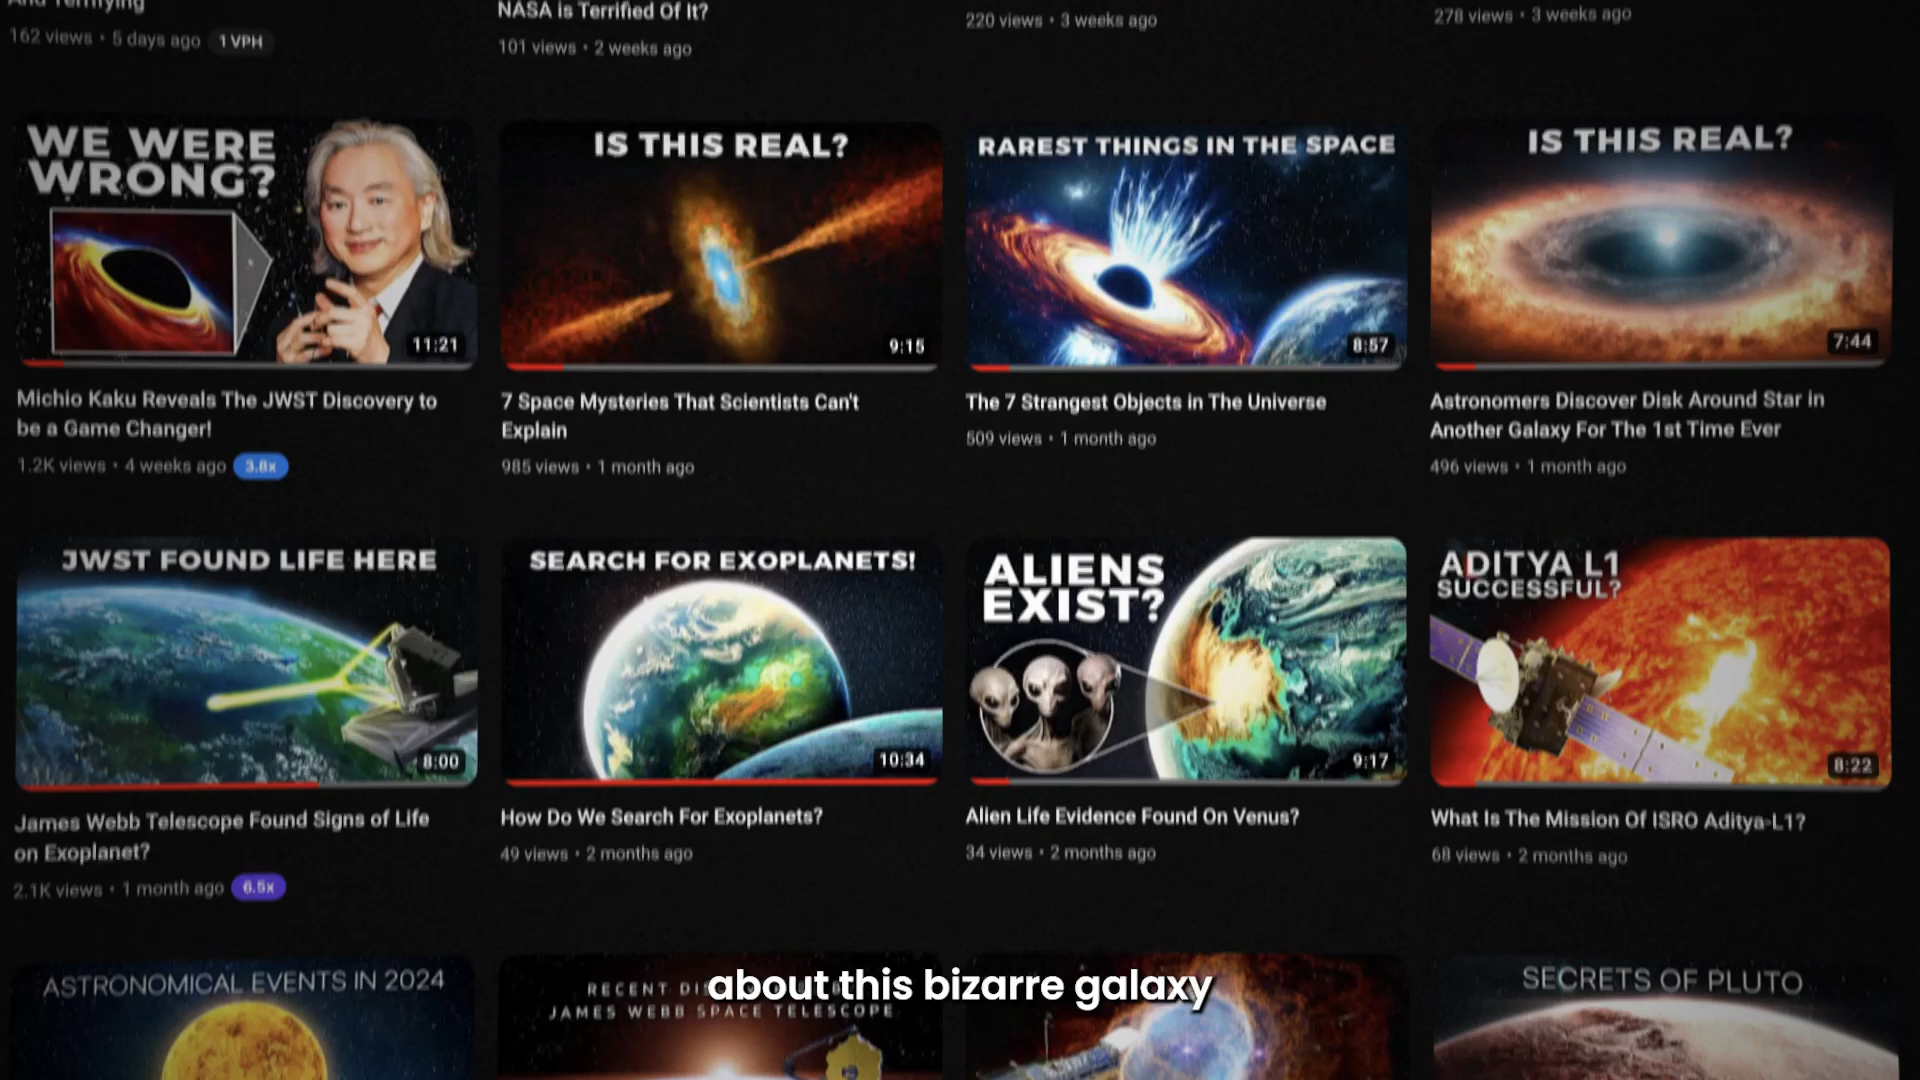 And Terrifying
162 views • 5 days ago 1 VPH
NASA is Terrified Of It?
101 views • 2 weeks ago
220 views • 3 weeks ago
278 views • 3 weeks ago
WE WERE
WRONG?
11:21
Michio Kaku Reveals The JWST Discovery to
be a Game Changer!
1.2K views • 4 weeks ago 3.8x
IS THIS REAL?
9:15
7 Space Mysteries That Scientists Can't
Explain
985 views • 1 month ago
RAREST THINGS IN THE SPACE
8:57
The 7 Strangest Objects in The Universe
509 views • 1 month ago
IS THIS REAL?
7:44
Astronomers Discover Disk Around Star in
Another Galaxy For The 1st Time Ever
496 views • 1 month ago
JWST FOUND LIFE HERE
8:00
James Webb Telescope Found Signs of Life
on Exoplanet?
2.1K views • 1 month ago 6.5x
SEARCH FOR EXOPLANETS!
10:34
How Do We Search For Exoplanets?
49 views • 2 months ago
ALIENS
EXIST?
9:17
Alien Life Evidence Found On Venus?
34 views • 2 months ago
ADITYA L1
SUCCESSFUL?
8:22
What Is The Mission Of ISRO Aditya-L1?
68 views • 2 months ago
ASTRONOMICAL EVENTS IN 2024
RECENT
JAMES WEBB SPACE TELESCOPE
SECRETS OF PLUTO
about this bizarre galaxy